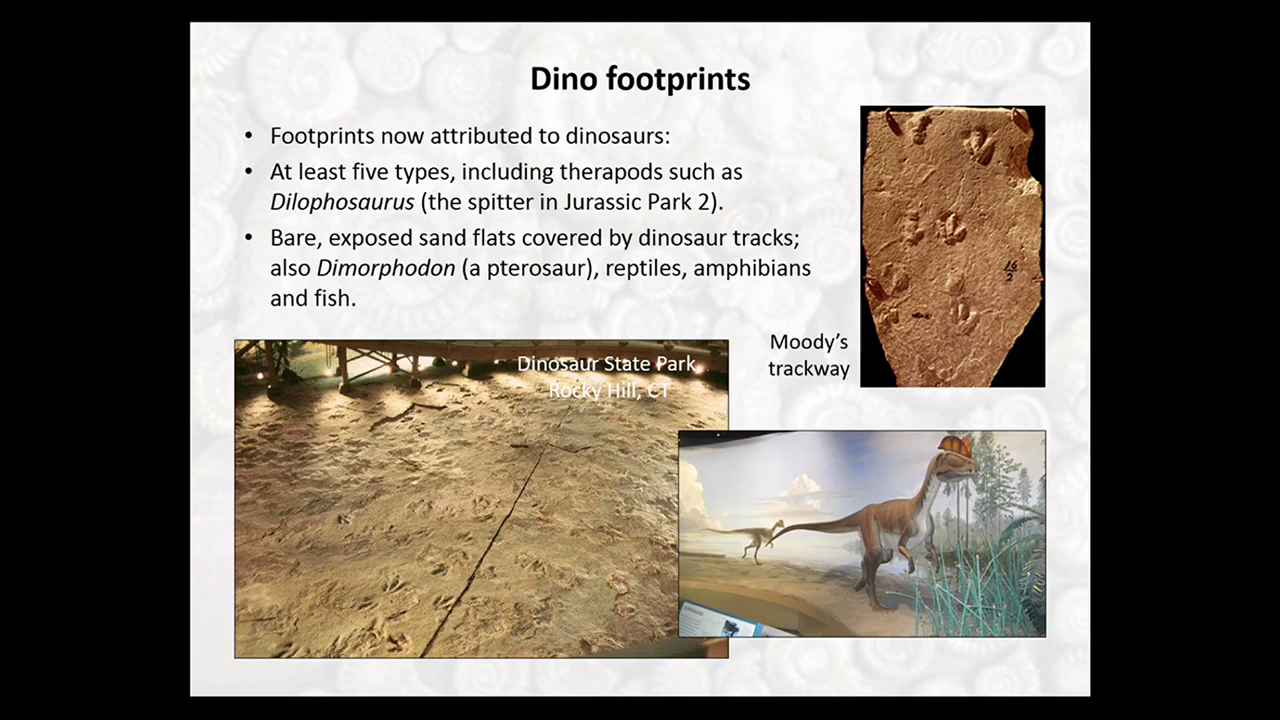 Dino footprints
• Footprints now attributed to dinosaurs:
• At least five types, including therapods such as
Dilophosaurus (the spitter in Jurassic Park 2).
• Bare, exposed sand flats covered by dinosaur tracks;
also Dimorphodon (a pterosaur), reptiles, amphibians
and fish.
16
2
Moody's
trackway
Dinosaur State Park
Rocky Hill, CT